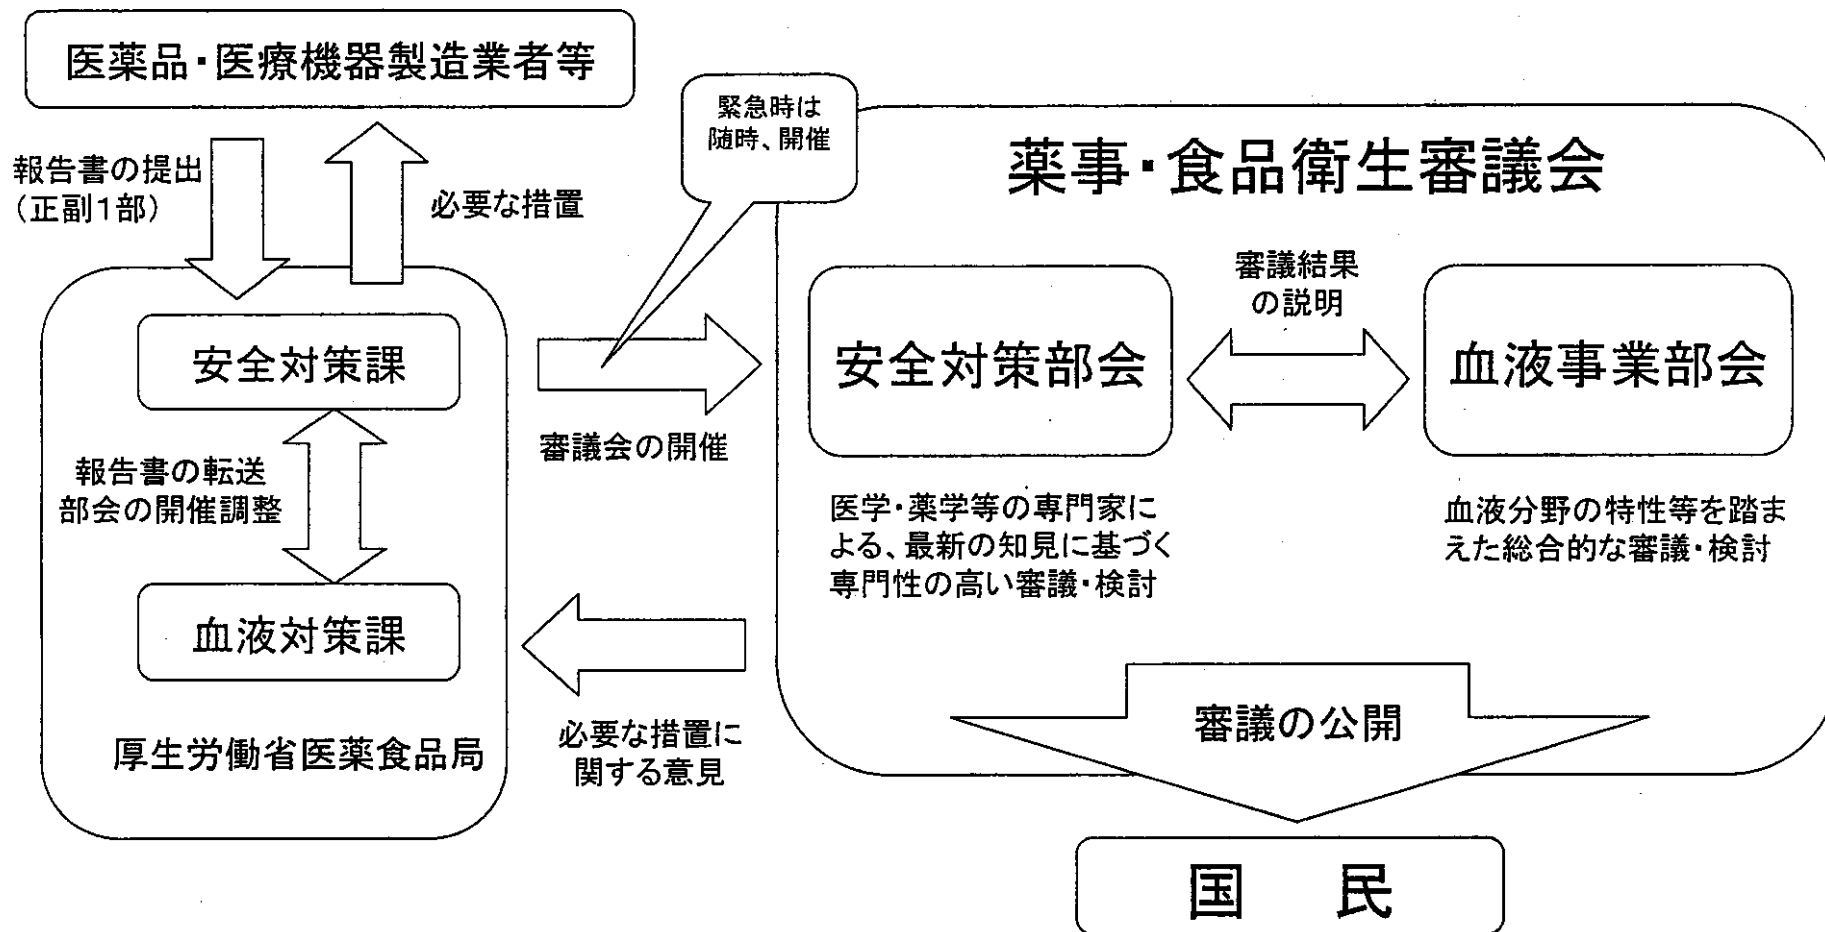 医薬品・医療機器製造業者等
緊急時は
随時、開催
薬事・食品衛生審議会
報告書の提出
（正副１部）
必要な措置
安全対策課
報告書の転送
部会の開催調整
血液対策課
厚生労働省医薬食品局
審議会の開催
必要な措置に
関する意見
安全対策部会
審議結果
の説明
血液事業部会
医学・薬学等の専門家に
よる、最新の知見に基づく
専門性の高い審議・検討
血液分野の特性等を踏ま
えた総合的な審議・検討
審議の公開
国　民